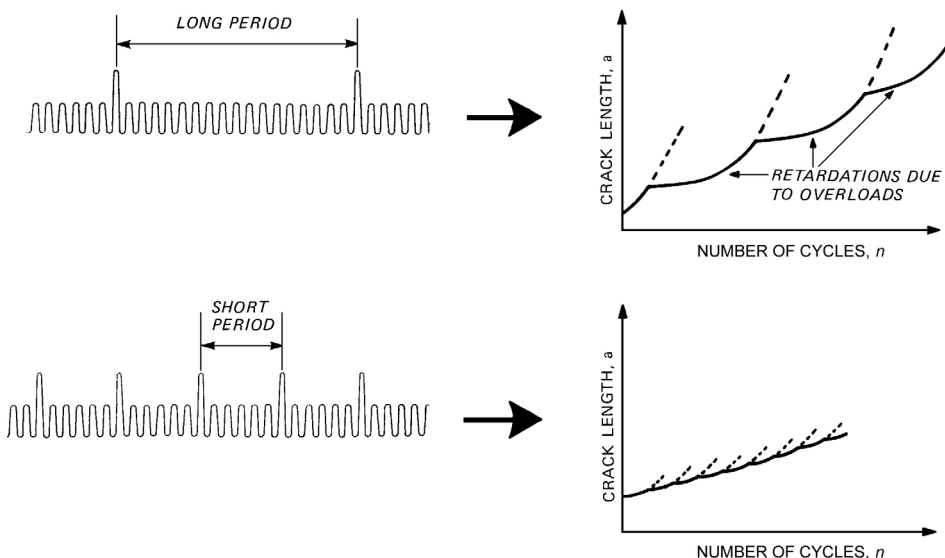 LONG PERIOD
CRACK LENGTH, a
RETARDATIONS DUE
TO OVERLOADS
NUMBER OF CYCLES, n
SHORT
PERIOD
CRACK LENGTH, a
NUMBER OF CYCLES, n